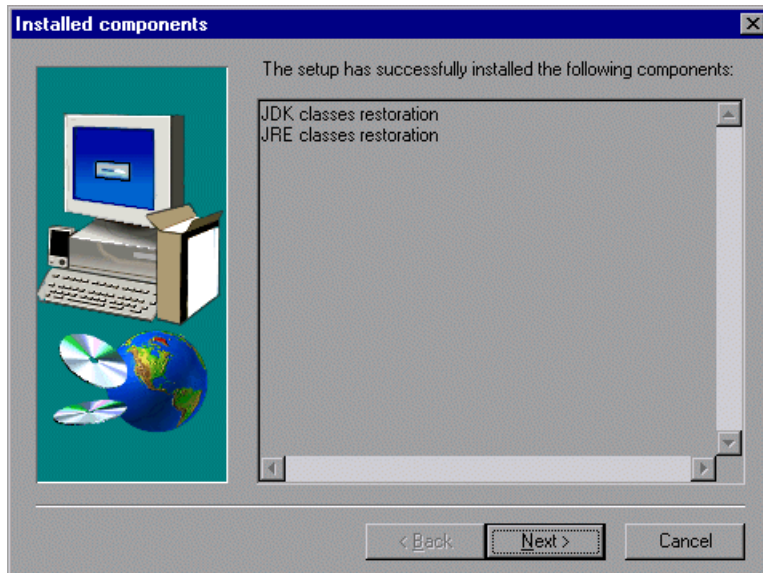 Installed components
The setup has successfully installed the following components:
JDK classes restoration
JRE classes restoration
< Back
Next >
Cancel